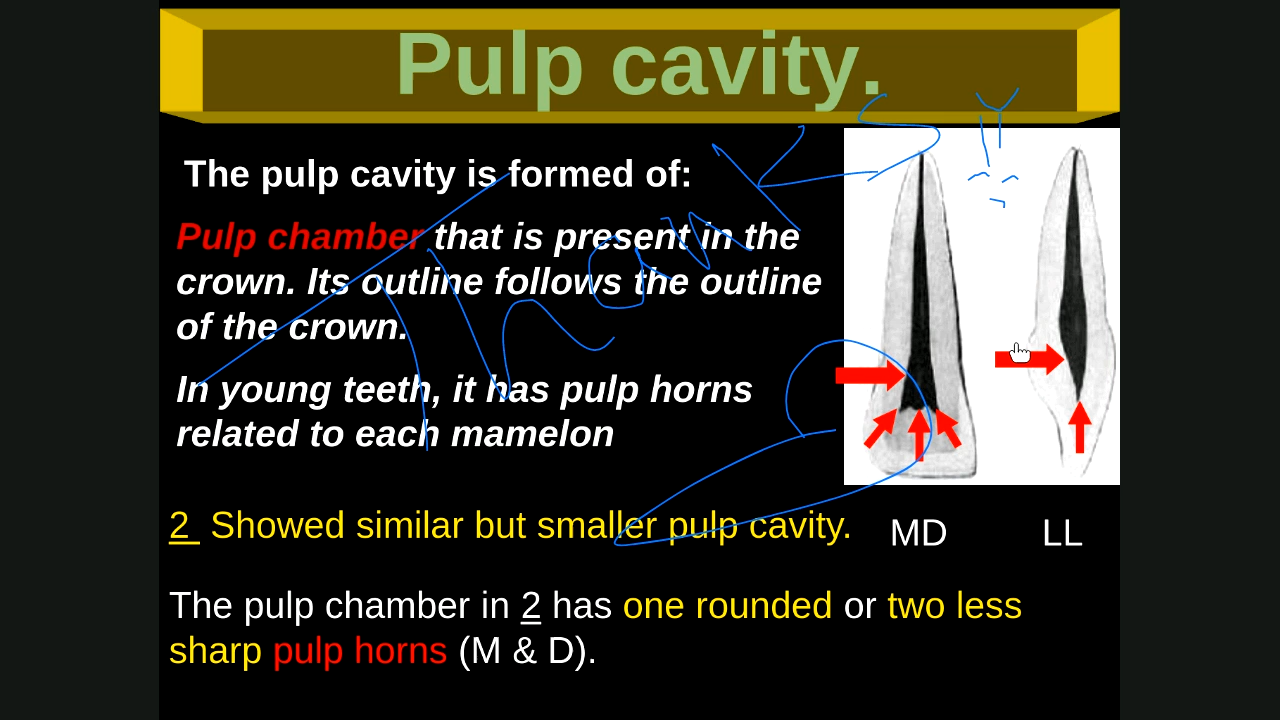 Pulp cavity.
The pulp cavity is formed of:
Pulp chamber that is present in the
crown. Its outline follows the outline
of the crown.
In young teeth, it has pulp horns
related to each mamelon
2 Showed similar but smaller pulp cavity.
MD LL
The pulp chamber in 2 has one rounded or two less
sharp pulp horns (M & D).
Thanks